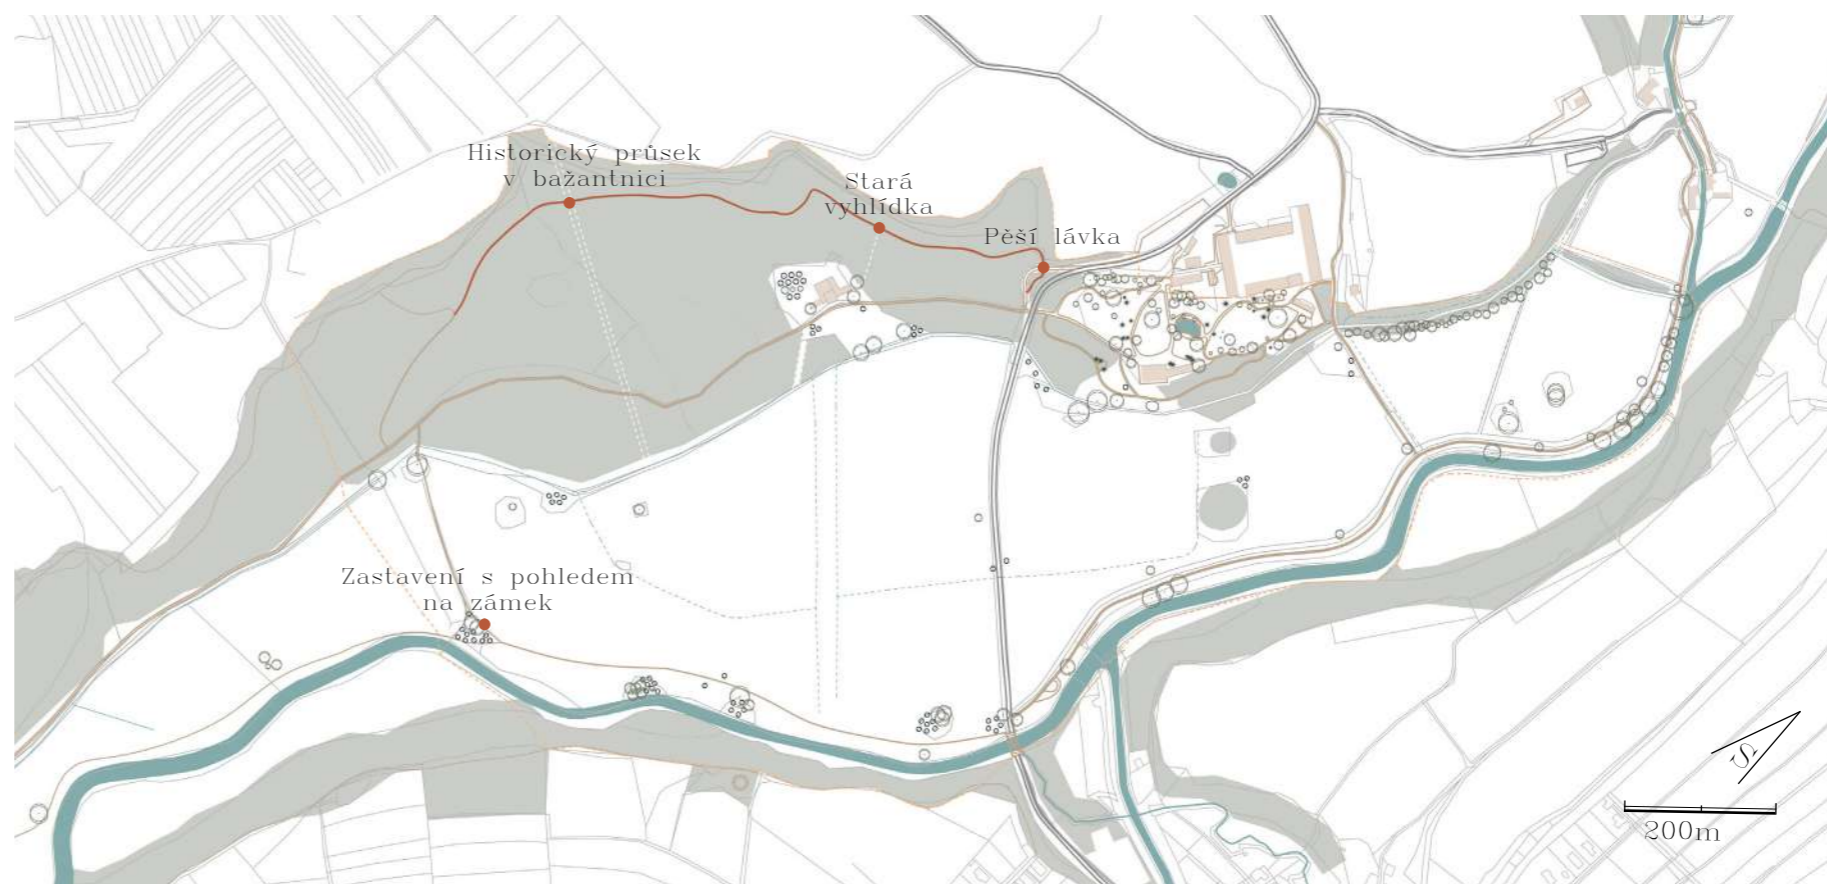 Historický průsek
v bažantnici
Stará
vyhlídka
Pěší lávka
Zastavení s pohledem
na zámek
S
200m